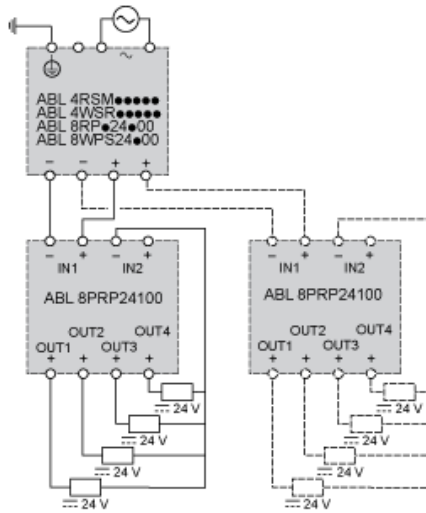 ~
ABL 4RSM●●●●●
ABL 4WSR●●●●●
ABL 8RP●24●00
ABL 8WPS24●00
− − + +
− + − +
IN1 IN2
ABL 8PRP24100
OUT1 OUT2 OUT3 OUT4
+ + + +
24 V
24 V
24 V
24 V
− + − +
IN1 IN2
ABL 8PRP24100
OUT1 OUT2 OUT3 OUT4
+ + + +
24 V
24 V
24 V
24 V